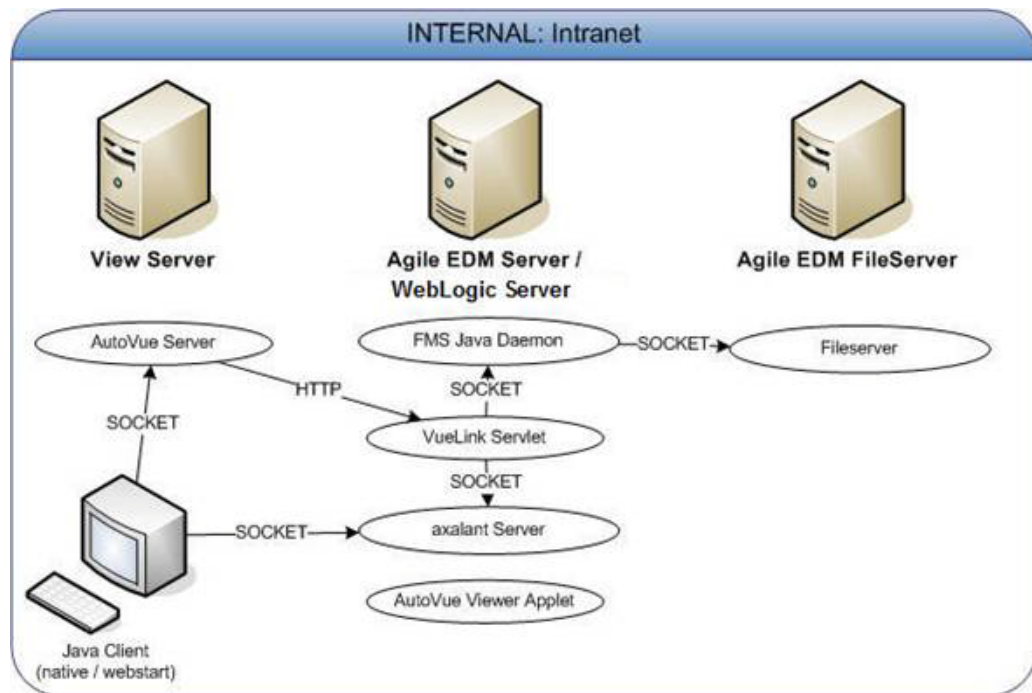 INTERNAL: Intranet
View Server
Agile EDM Server /
WebLogic Server
Agile EDM FileServer
AutoVue Server
FMS Java Daemon
SOCKET
Fileserver
HTTP
SOCKET
SOCKET
VueLink Servlet
SOCKET
SOCKET
axalant Server
AutoVue Viewer Applet
Java Client
(native / webstart)